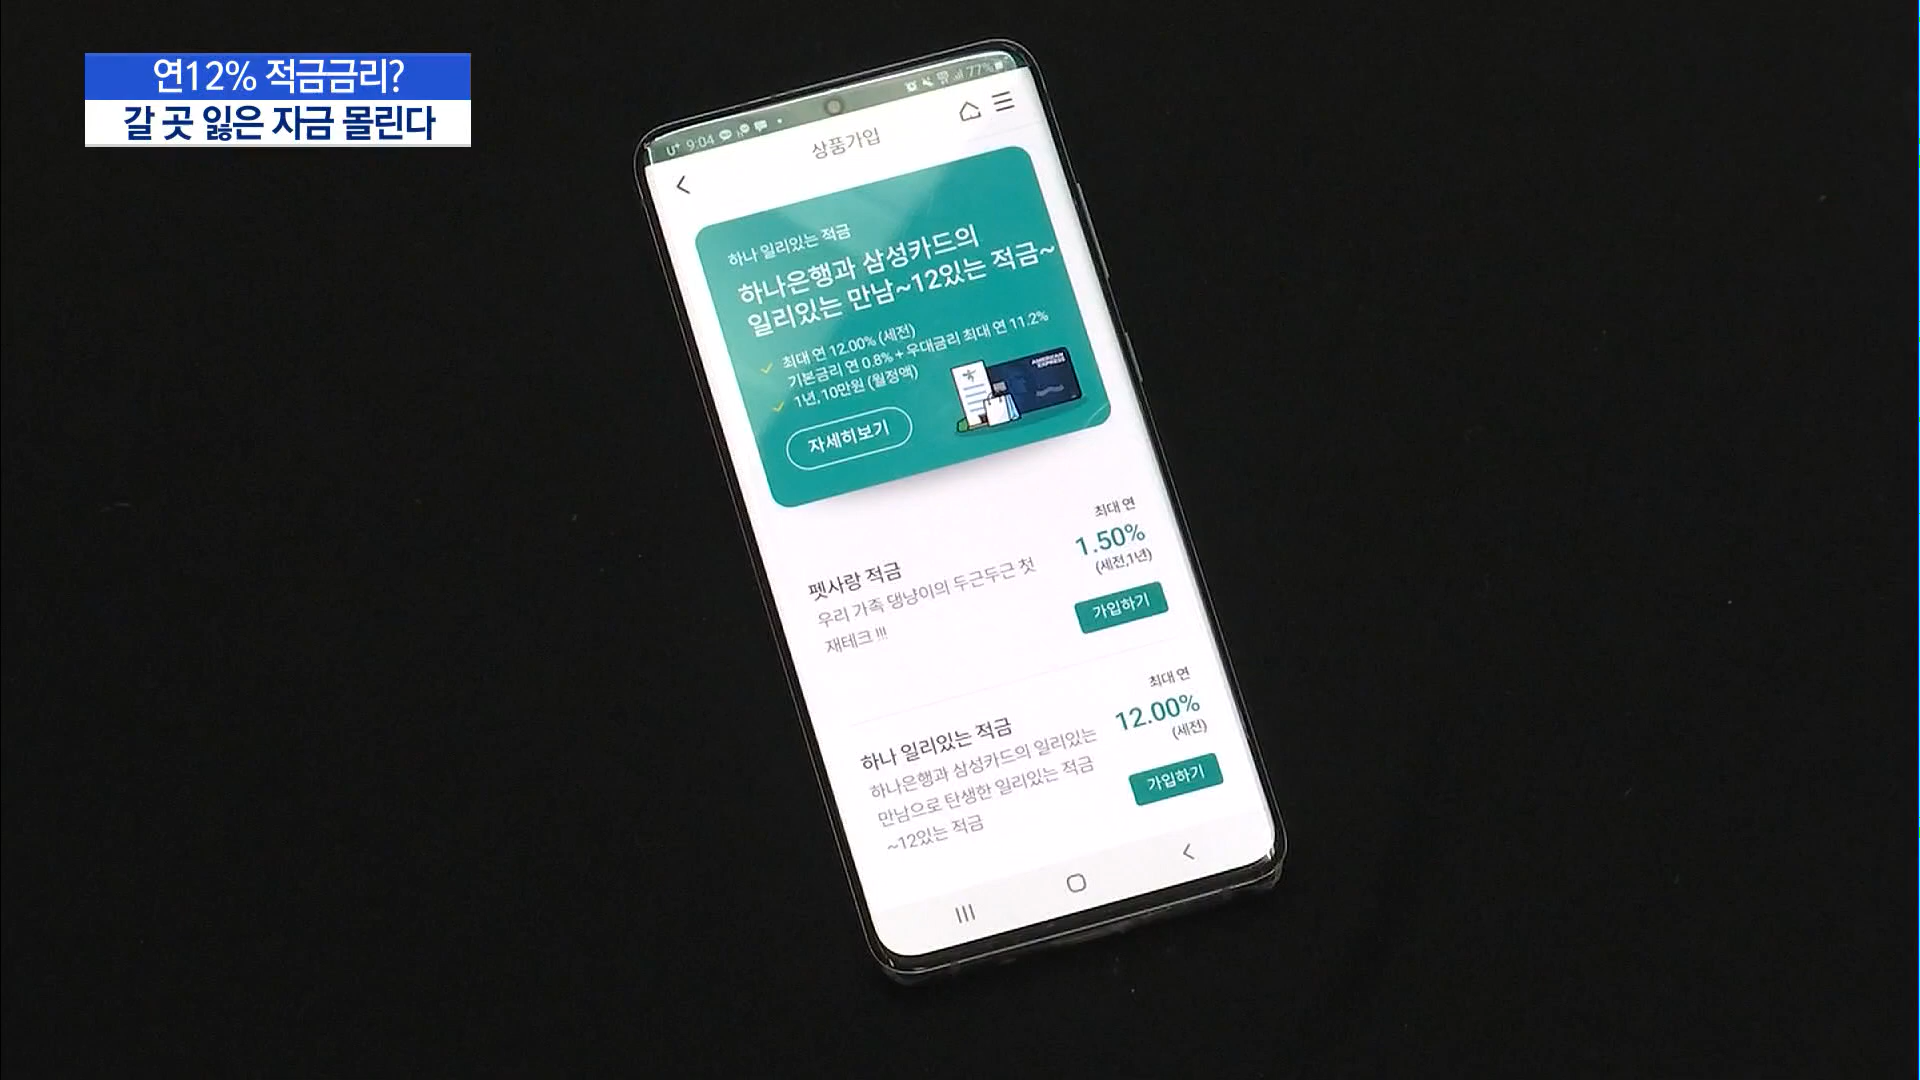 연12% 적금금리?
갈 곳 잃은 자금 몰린다
U+ 9:04
77%
상품가입
하나 일리있는 적금
하나은행과 삼성카드의
일리있는 만남~12있는 적금~
최대 연 12.00% (세전)
기본금리 연 0.8% + 우대금리 최대 연 11.2%
1년, 10만원 (월정액)
AMERICAN
EXPRESS
자세히보기
펫사랑 적금
우리 가족 댕냥이의 두근두근 첫
재테크 !!!
최대 연
1.50%
(세전,1년)
가입하기
하나 일리있는 적금
하나은행과 삼성카드의 일리있는
만남으로 탄생한 일리있는 적금
~12있는 적금
최대 연
12.00%
(세전)
가입하기